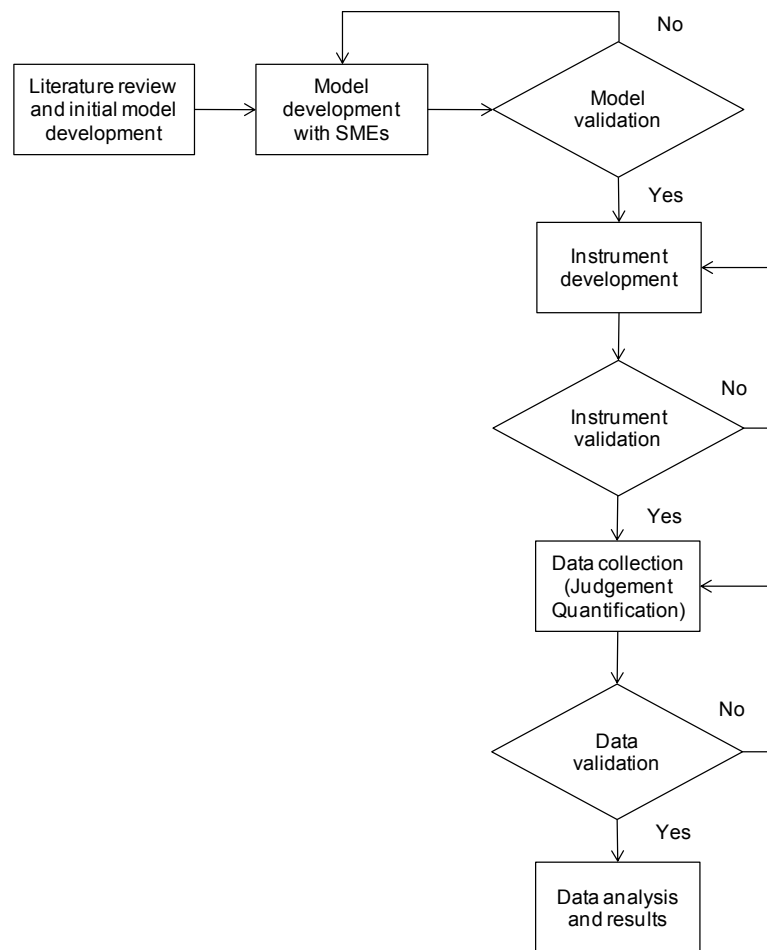 Literature review
and initial model
development
Model
development
with SMEs
Model
validation
No
Yes
Instrument
development
Instrument
validation
No
Yes
Data collection
(Judgement
Quantification)
Data
validation
No
Yes
Data analysis
and results